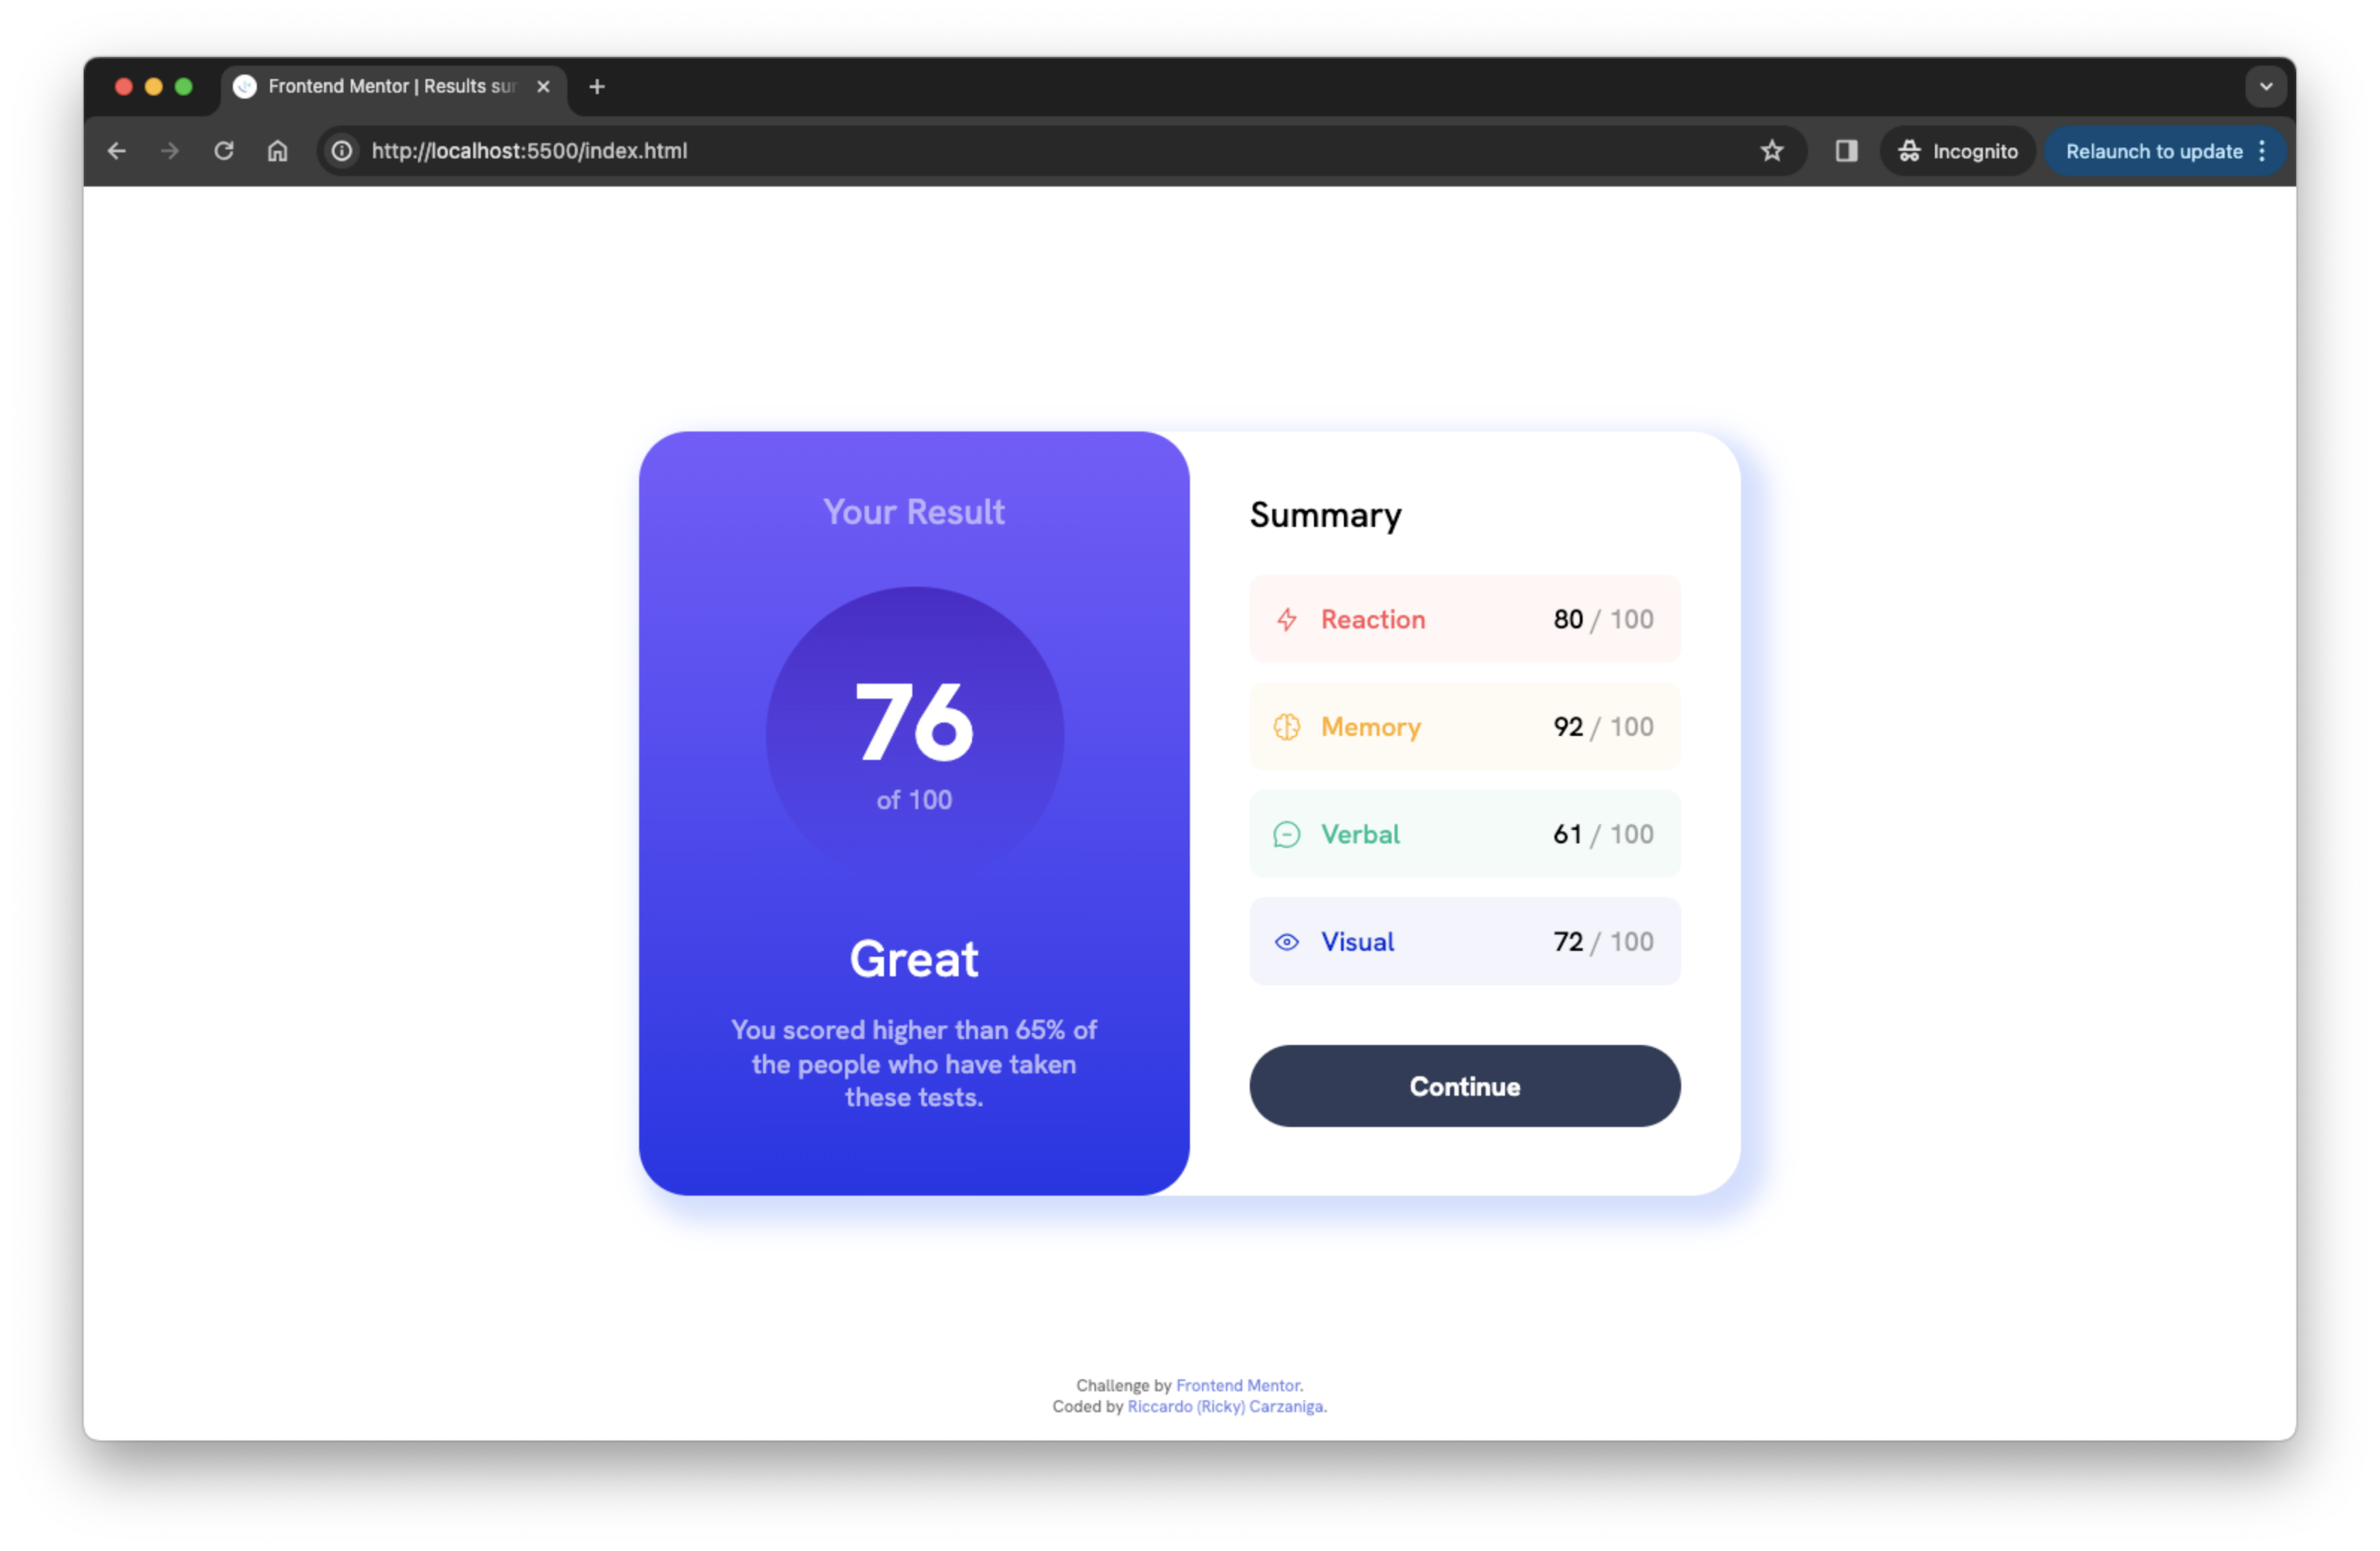 Frontend Mentor | Results sur
http://localhost:5500/index.html
Incognito
Relaunch to update
Your Result
76
of 100
Great
You scored higher than 65% of
the people who have taken
these tests.
Summary
Reaction 80 / 100
Memory 92 / 100
Verbal 61 / 100
Visual 72 / 100
Continue
Challenge by Frontend Mentor.
Coded by Riccardo (Ricky) Carzaniga.